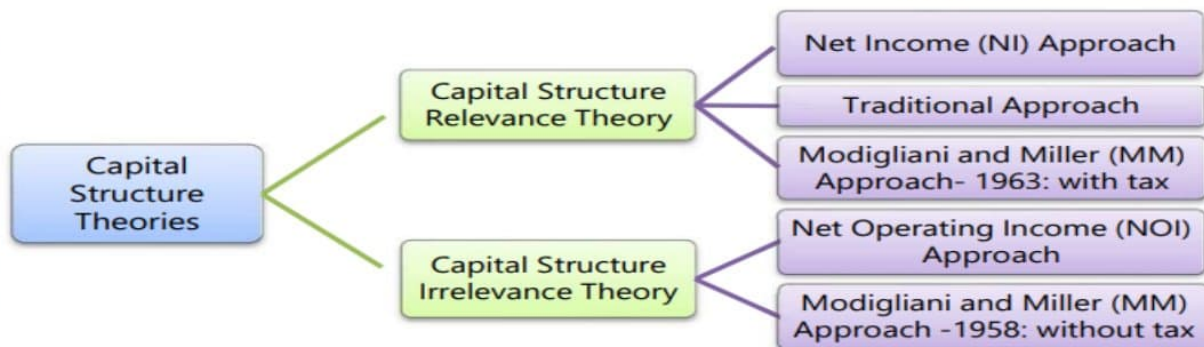 Capital
Structure
Theories
Capital Structure
Relevance Theory
Net Income (NI) Approach
Traditional Approach
Modigliani and Miller (MM)
Approach- 1963: with tax
Capital Structure
Irrelevance Theory
Net Operating Income (NOI)
Approach
Modigliani and Miller (MM)
Approach -1958: without tax